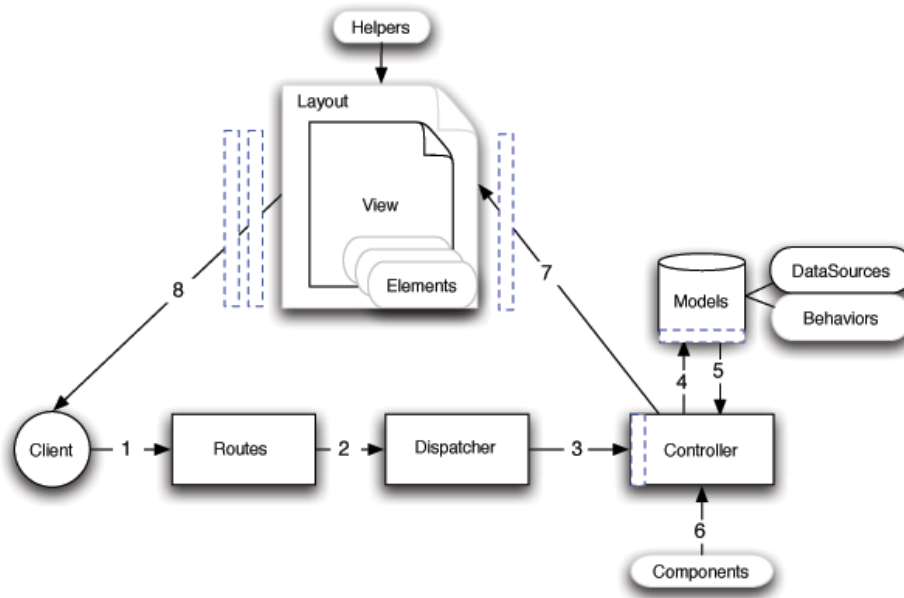 Helpers
Layout
View
Elements
8
7
DataSources
Models
Behaviors
4
5
Client
1
Routes
2
Dispatcher
3
Controller
6
Components